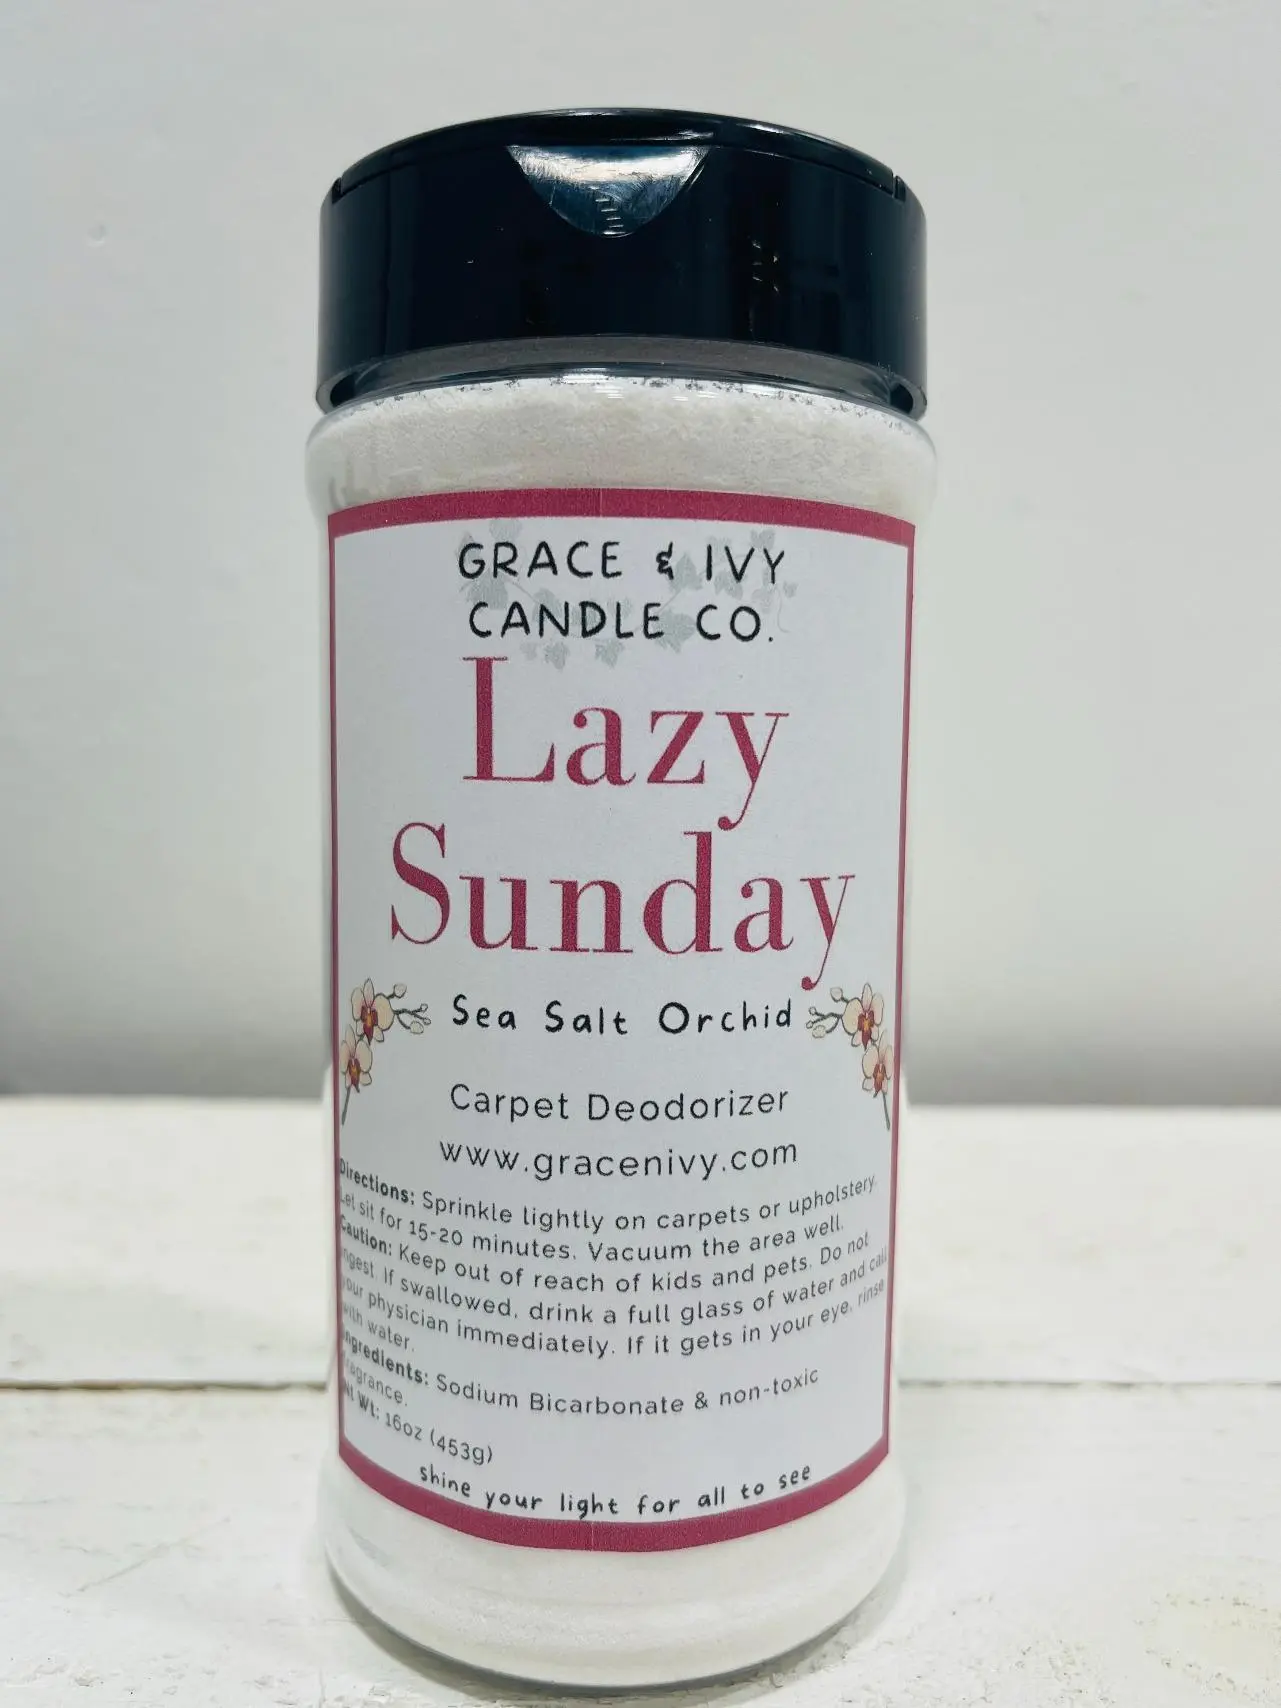 GRACE & IVY
CANDLE CO.
Lazy
Sunday
Sea Salt Orchid
Carpet Deodorizer
www.gracenivy.com
Directions: Sprinkle lightly on carpets or upholstery.
Let sit for 15-20 minutes. Vacuum the area well.
Caution: Keep out of reach of kids and pets. Do not
ingest. If swallowed, drink a full glass of water and call
your physician immediately. If it gets in your eye, rinse
with water.
Ingredients: Sodium Bicarbonate & non-toxic
fragrance.
Nt Wt: 16oz (453g)
shine your light for all to see